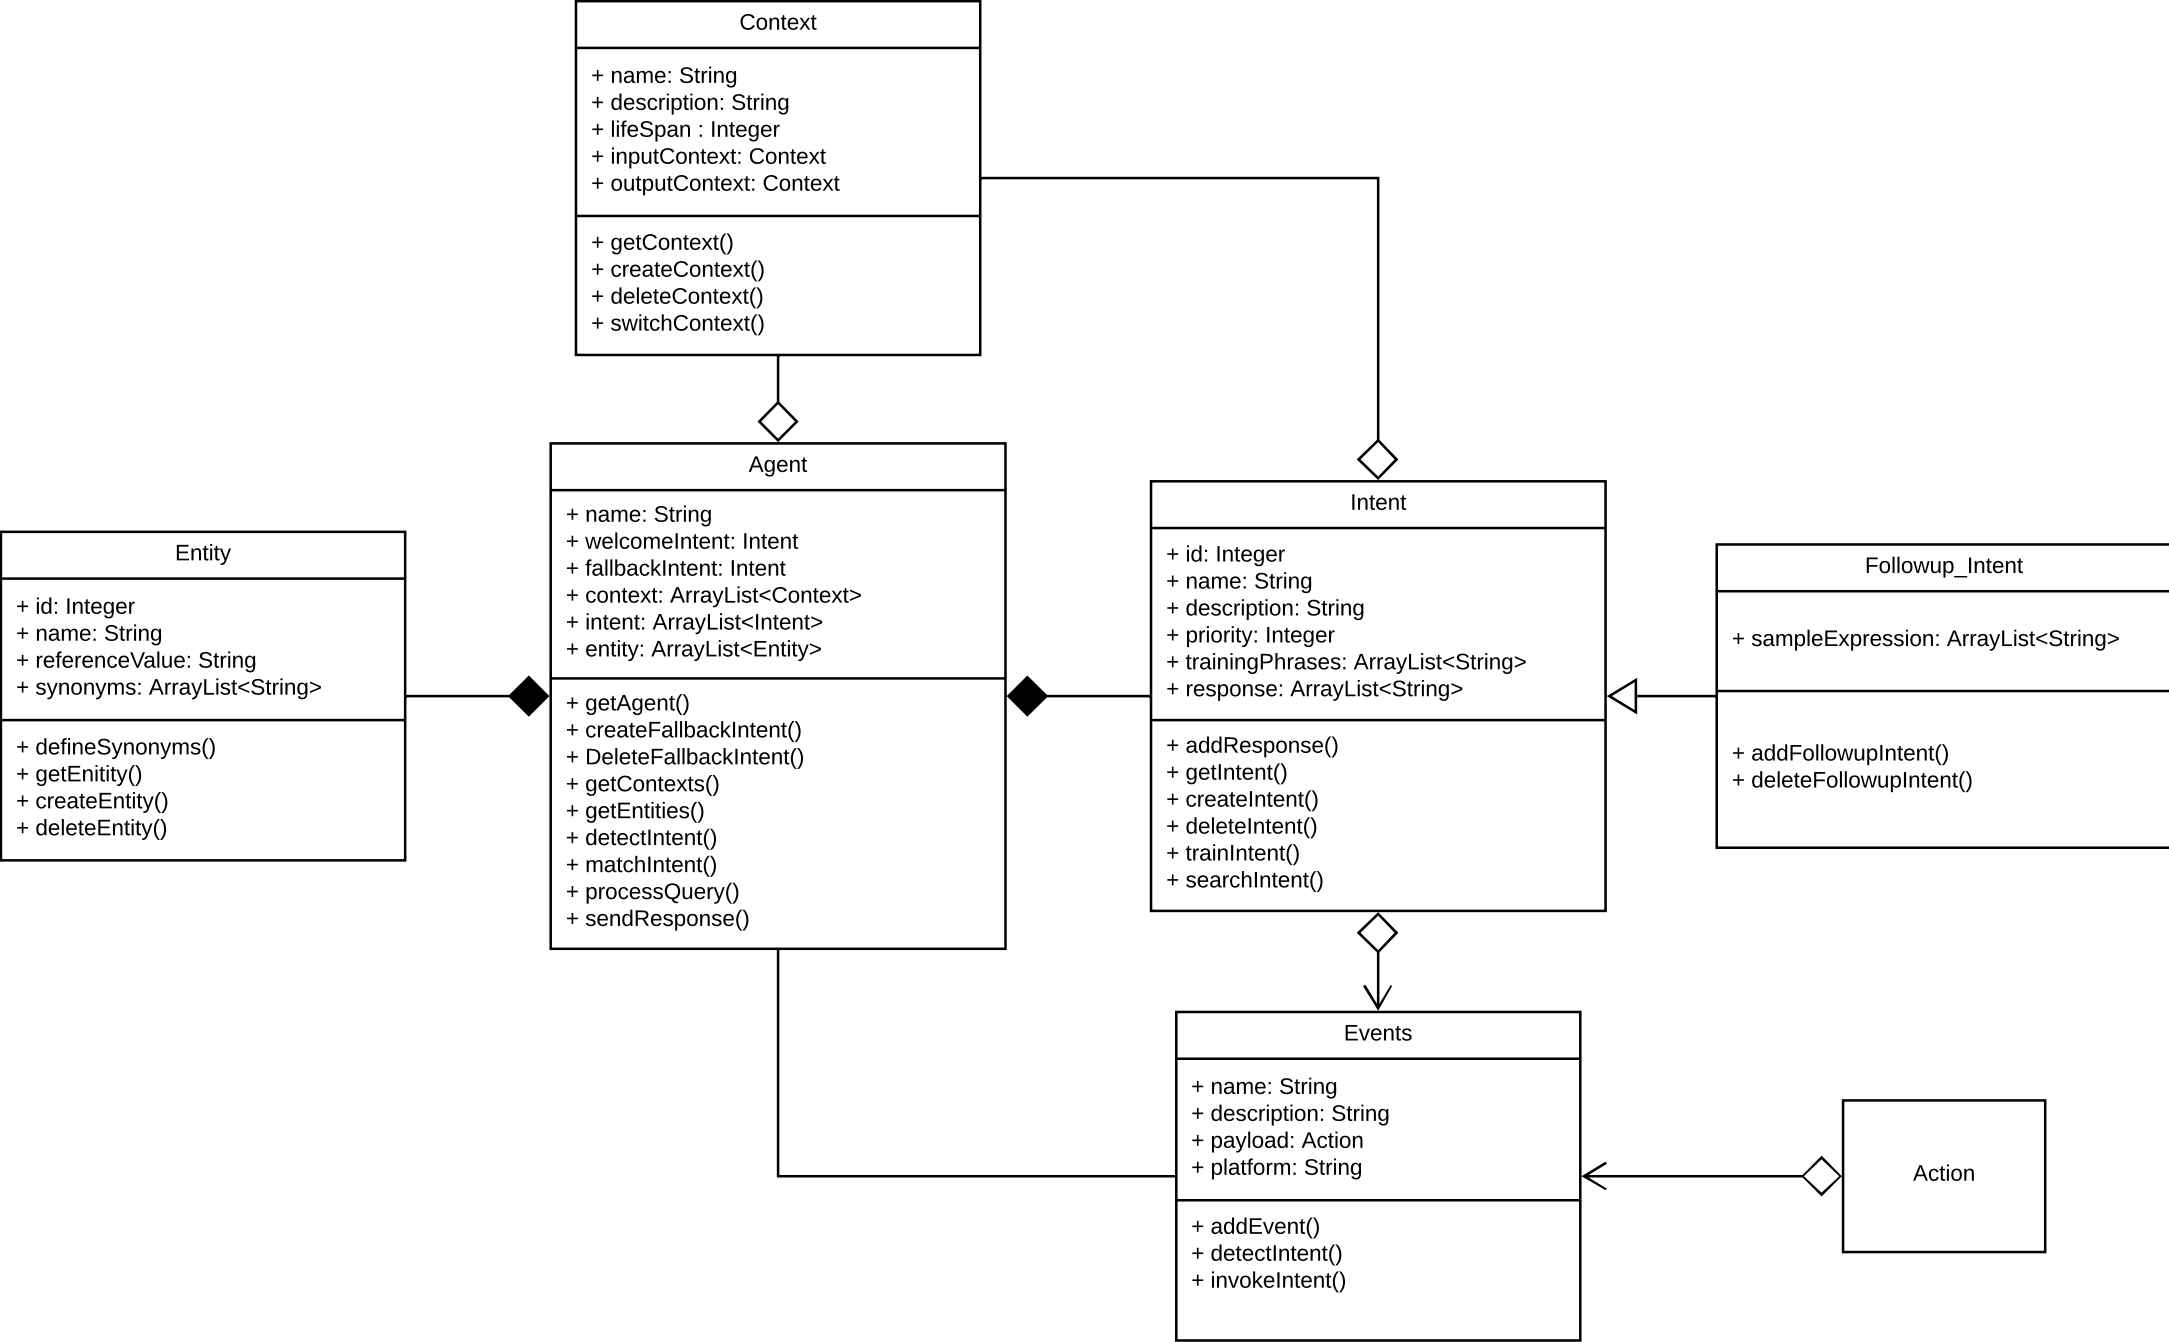 Context
+ name: String
+ description: String
+ lifeSpan : Integer
+ inputContext: Context
+ outputContext: Context
+ getContext()
+ createContext()
+ deleteContext()
+ switchContext()
Agent
+ name: String
+ welcomeIntent: Intent
+ fallbackIntent: Intent
+ context: ArrayList<Context>
+ intent: ArrayList<Intent>
+ entity: ArrayList<Entity>
+ getAgent()
+ createFallbackIntent()
+ DeleteFallbackIntent()
+ getContexts()
+ getEntities()
+ detectIntent()
+ matchIntent()
+ processQuery()
+ sendResponse()
Entity
+ id: Integer
+ name: String
+ referenceValue: String
+ synonyms: ArrayList<String>
+ defineSynonyms()
+ getEnitity()
+ createEntity()
+ deleteEntity()
Intent
+ id: Integer
+ name: String
+ description: String
+ priority: Integer
+ trainingPhrases: ArrayList<String>
+ response: ArrayList<String>
+ addResponse()
+ getIntent()
+ createIntent()
+ deleteIntent()
+ trainIntent()
+ searchIntent()
Followup_Intent
+ sampleExpression: ArrayList<String>
+ addFollowupIntent()
+ deleteFollowupIntent()
Events
+ name: String
+ description: String
+ payload: Action
+ platform: String
+ addEvent()
+ detectIntent()
+ invokeIntent()
Action